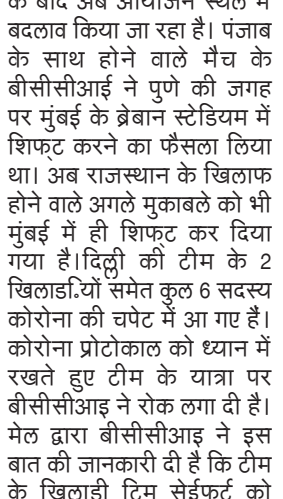 के बाद अब आयोजन स्थल में
बदलाव किया जा रहा है। पंजाब
के साथ होने वाले मैच के
बीसीसीआई ने पुणे की जगह
पर मुंबई के ब्रेबान स्टेडियम में
शिफ्ट करने का फैसला लिया
था। अब राजस्थान के खिलाफ
होने वाले अगले मुकाबले को भी
मुंबई में ही शिफ्ट कर दिया
गया है।दिल्ली की टीम के 2
खिलाडि़यों समेत कुल 6 सदस्य
कोरोना की चपेट में आ गए हैं।
कोरोना प्रोटोकाल को ध्यान में
रखते हुए टीम के यात्रा पर
बीसीसीआइ ने रोक लगा दी है।
मेल द्वारा बीसीसीआइ ने इस
बात की जानकारी दी है कि टीम
के खिलाड़ी टिम सेईफर्ट को